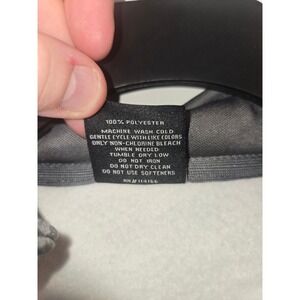 100% POLYESTER
MACHINE WASH COLD
GENTLE CYCLE WITH LIKE COLORS
ONLY NON-CHLORINE BLEACH
WHEN NEEDED
TUMBLE DRY LOW
DO NOT IRON
DO NOT DRY CLEAN
DO NOT USE SOFTENERS